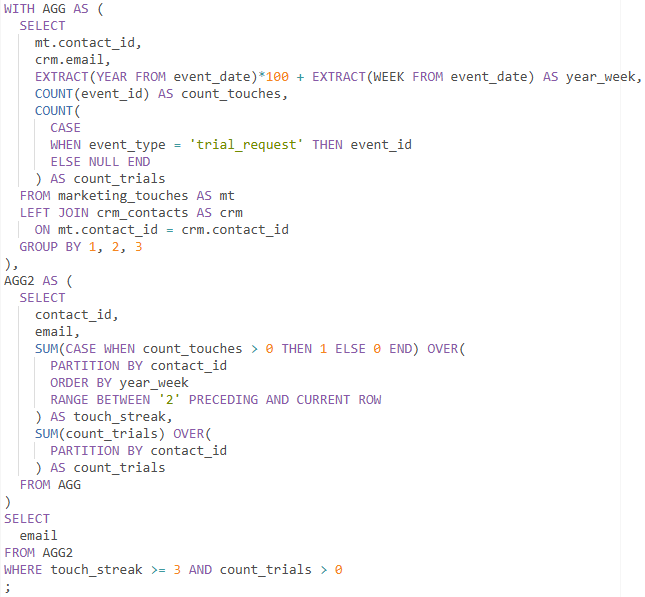 WITH AGG AS (
  SELECT
    mt.contact_id,
    crm.email,
    EXTRACT(YEAR FROM event_date)*100 + EXTRACT(WEEK FROM event_date) AS year_week,
    COUNT(event_id) AS count_touches,
    COUNT(
      CASE
      WHEN event_type = 'trial_request' THEN event_id
      ELSE NULL END
    ) AS count_trials
  FROM marketing_touches AS mt
  LEFT JOIN crm_contacts AS crm
    ON mt.contact_id = crm.contact_id
  GROUP BY 1, 2, 3
),
AGG2 AS (
  SELECT
    contact_id,
    email,
    SUM(CASE WHEN count_touches > 0 THEN 1 ELSE 0 END) OVER(
      PARTITION BY contact_id
      ORDER BY year_week
      RANGE BETWEEN '2' PRECEDING AND CURRENT ROW
    ) AS touch_streak,
    SUM(count_trials) OVER(
      PARTITION BY contact_id
    ) AS count_trials
  FROM AGG
)
SELECT
  email
FROM AGG2
WHERE touch_streak >= 3 AND count_trials > 0
;